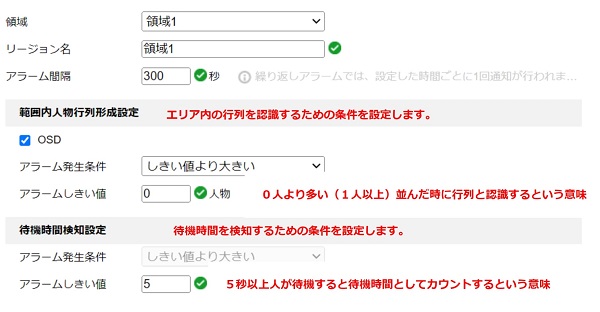 領域 領域1
リージョン名 領域1
アラーム間隔 300 秒 繰り返しアラームでは、設定した時間ごとに1回通知が行われま...
範囲内人物行列形成設定 エリア内の行列を認識するための条件を設定します。
OSD
アラーム発生条件 しきい値より大きい
アラームしきい値 0 人物 0人より多い（1人以上）並んだ時に行列と認識するという意味
待機時間検知設定 待機時間を検知するための条件を設定します。
アラーム発生条件 しきい値より大きい
アラームしきい値 5 5秒以上人が待機すると待機時間としてカウントするという意味